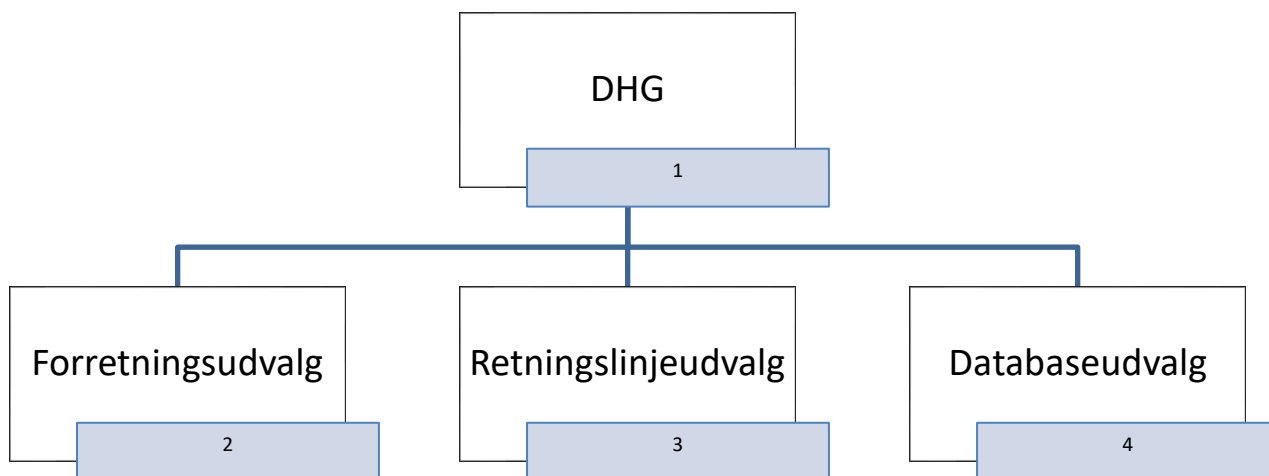 DHG
1
Forretningsudvalg
2
Retningslinjeudvalg
3
Databaseudvalg
4